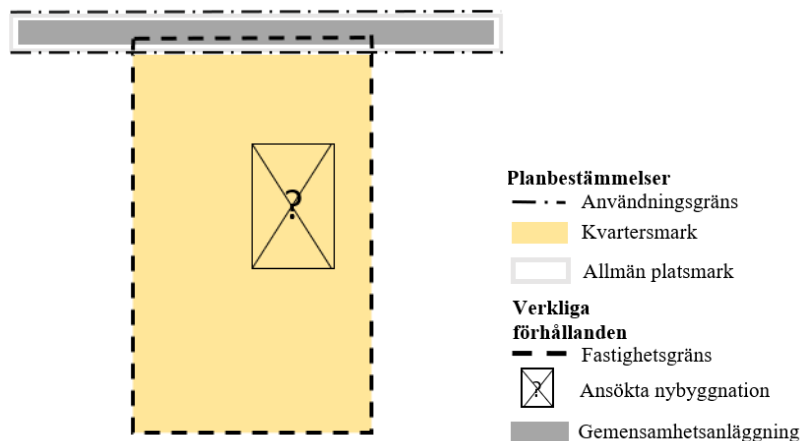 ?
Planbestämmelser
Användningsgräns
Kvartersmark
Allmän platsmark
Verkliga
förhållanden
Fastighetsgräns
? Ansökta nybyggnation
Gemensamhetsanläggning